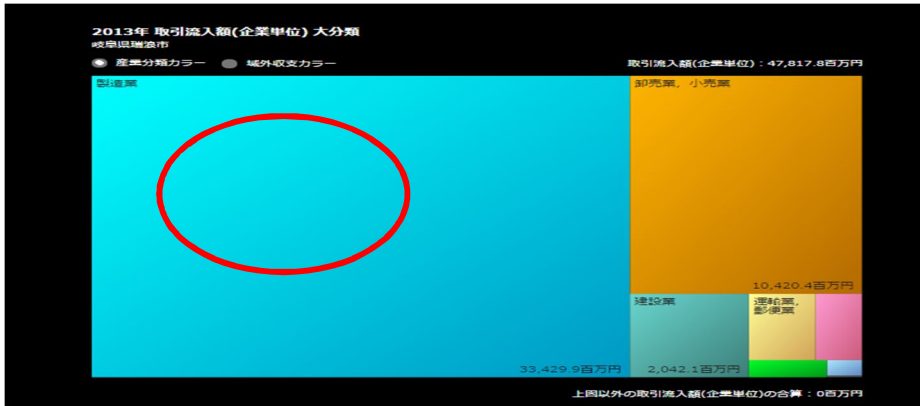 2013年 取引流入額(企業単位) 大分類
岐阜県瑞浪市
産業分類カラー 域外収支カラー
取引流入額(企業単位)：47,817.8百万円
製造業
33,429.9百万円
卸売業, 小売業
10,420.4百万円
建設業
2,042.1百万円
運輸業,
郵便業
上図以外の取引流入額(企業単位)の合算：0百万円